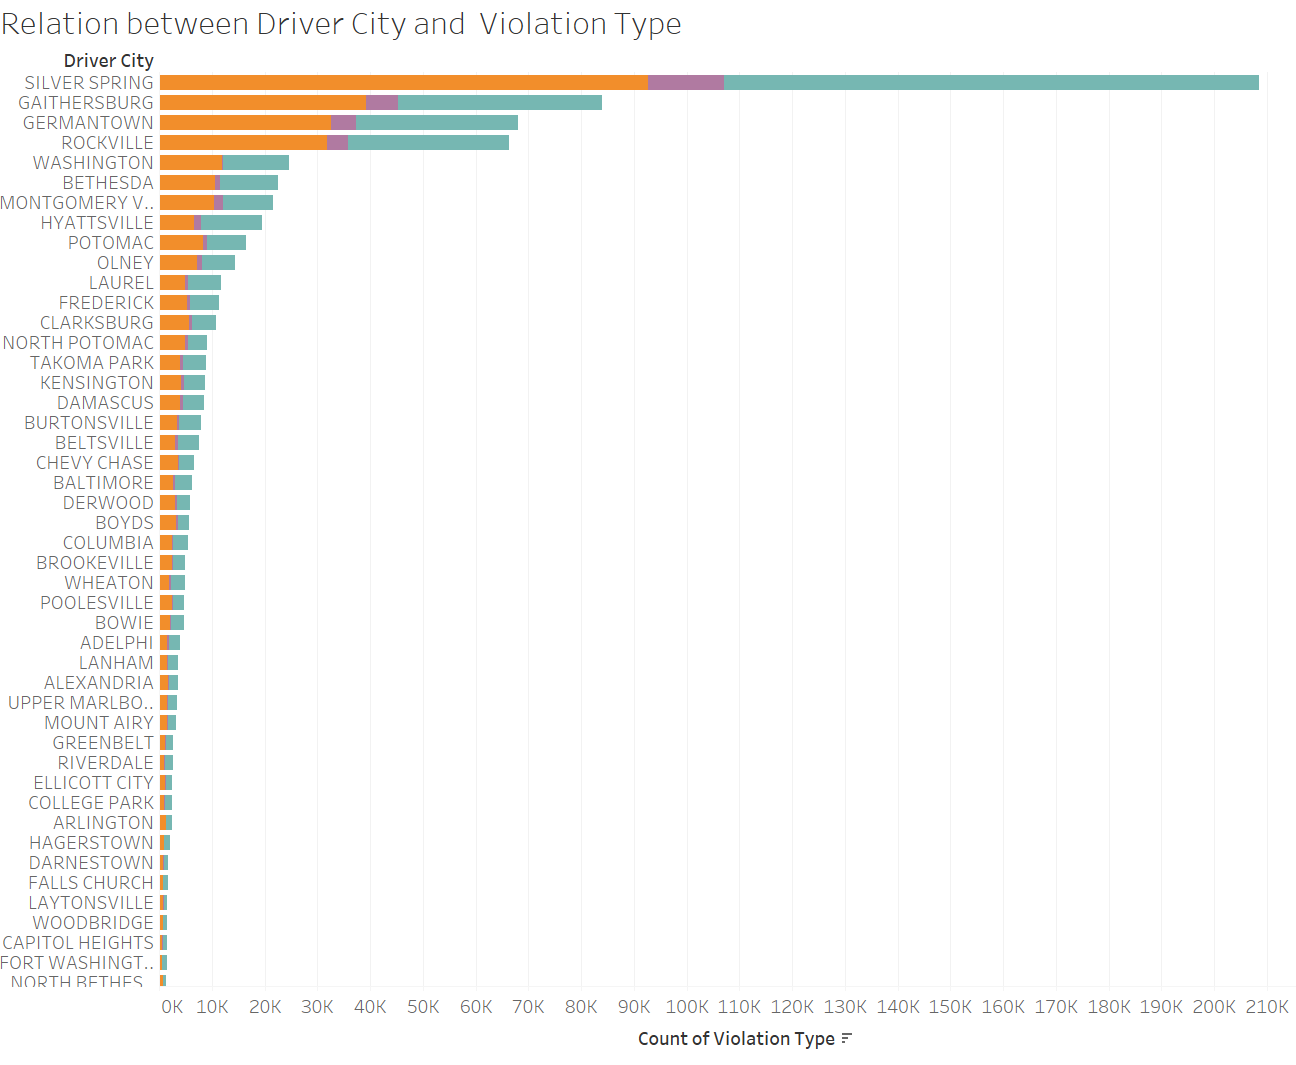 Relation between Driver City and  Violation Type
Driver City
SILVER SPRING
GAITHERSBURG
GERMANTOWN
ROCKVILLE
WASHINGTON
BETHESDA
MONTGOMERY V..
HYATTSVILLE
POTOMAC
OLNEY
LAUREL
FREDERICK
CLARKSBURG
NORTH POTOMAC
TAKOMA PARK
KENSINGTON
DAMASCUS
BURTONSVILLE
BELTSVILLE
CHEVY CHASE
BALTIMORE
DERWOOD
BOYDS
COLUMBIA
BROOKEVILLE
WHEATON
POOLESVILLE
BOWIE
ADELPHI
LANHAM
ALEXANDRIA
UPPER MARLBO..
MOUNT AIRY
GREENBELT
RIVERDALE
ELLICOTT CITY
COLLEGE PARK
ARLINGTON
HAGERSTOWN
DARNESTOWN
FALLS CHURCH
LAYTONSVILLE
WOODBRIDGE
CAPITOL HEIGHTS
FORT WASHINGT..
NORTH BETHES..
0K 10K 20K 30K 40K 50K 60K 70K 80K 90K 100K 110K 120K 130K 140K 150K 160K 170K 180K 190K 200K 210K
Count of Violation Type